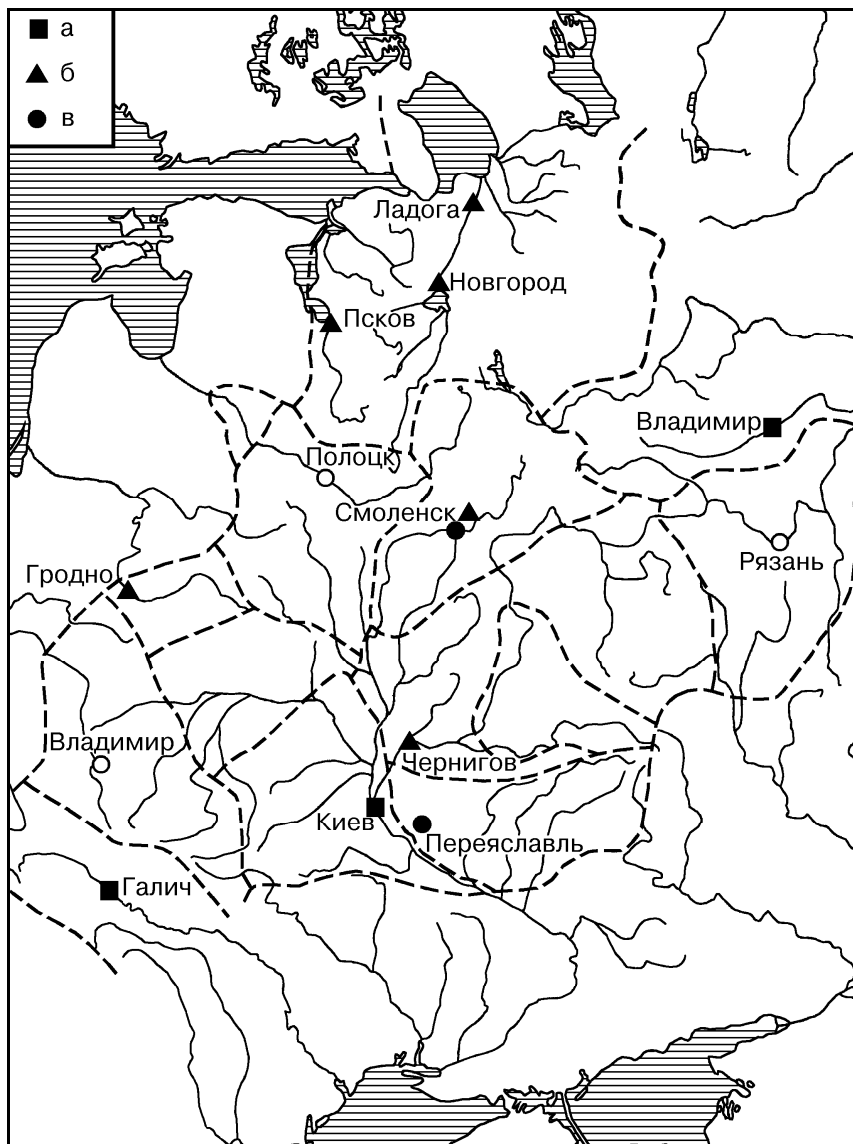 а
б
в
Ладога
Новгород
Псков
Владимир
Полоцк
Смоленск
Рязань
Гродно
Владимир
Чернигов
Киев
Переяславль
Галич